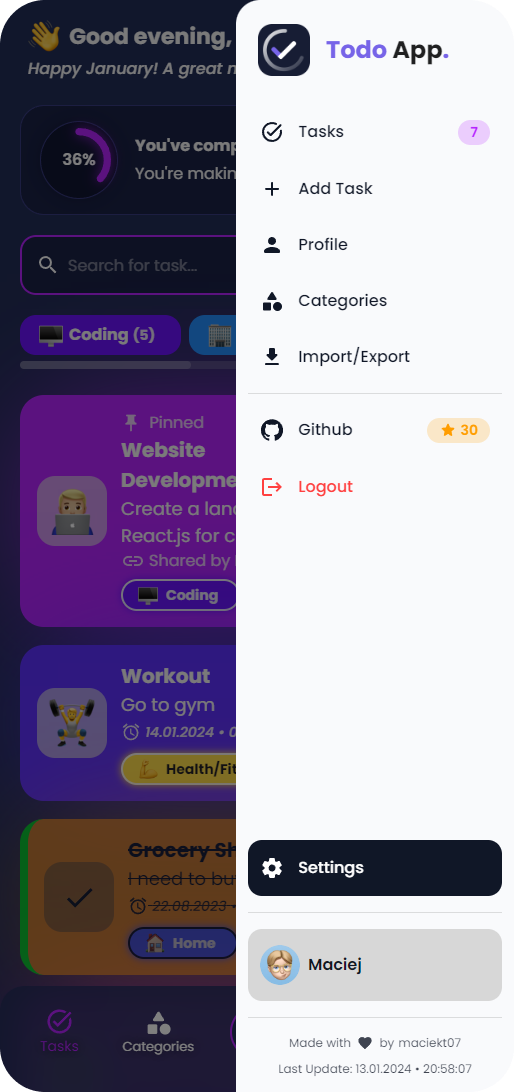 Good evening,
Happy January! A great
36%
You've comp
You're makin
Search for task...
Coding (5)
Pinned
Website
Developme
Create a lan
React.js for c
Shared by
Coding
Workout
Go to gym
14.01.2024 • 0
Health/Fit
Grocery Sh
I need to bu
22.08.2023 •
Home
Tasks
Categories
Todo App.
Tasks
7
Add Task
Profile
Categories
Import/Export
Github
30
Logout
Settings
Maciej
Made with by maciekt07
Last Update: 13.01.2024 • 20:58:07